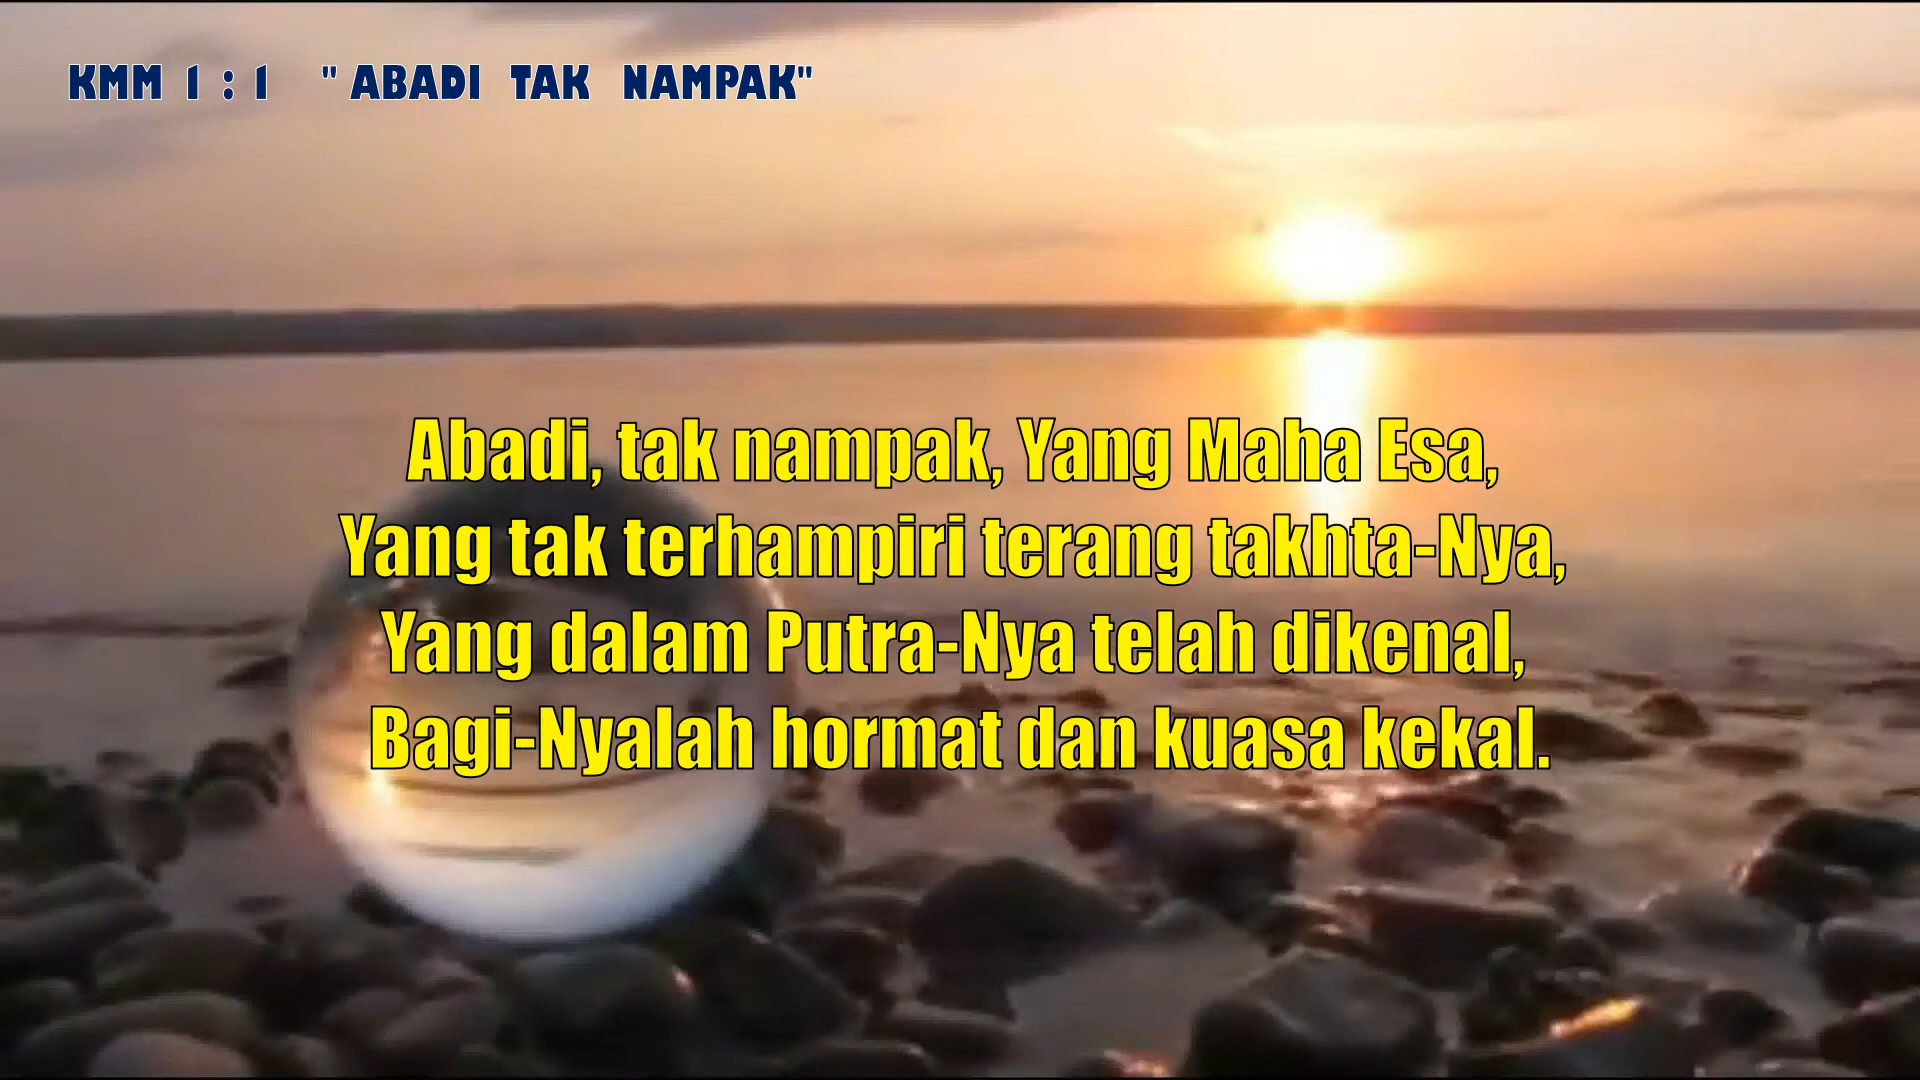 KMM 1 : 1 " ABADI TAK NAMPAK"
Abadi, tak nampak, Yang Maha Esa,
Yang tak terhampiri terang takhta-Nya,
Yang dalam Putra-Nya telah dikenal,
Bagi-Nyalah hormat dan kuasa kekal.